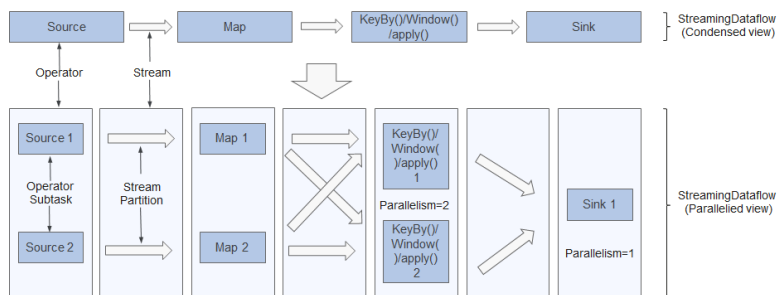 Source
Map
KeyBy()/Window()
/apply()
Sink
StreamingDataflow
(Condensed view)
Operator
Stream
Source 1
Map 1
KeyBy()/
Window(
)/apply()
1
Operator
Subtask
Stream
Partition
Parallelism=2
Sink 1
StreamingDataflow
(Parallelied view)
Source 2
Map 2
KeyBy()/
Window(
)/apply()
2
Parallelism=1